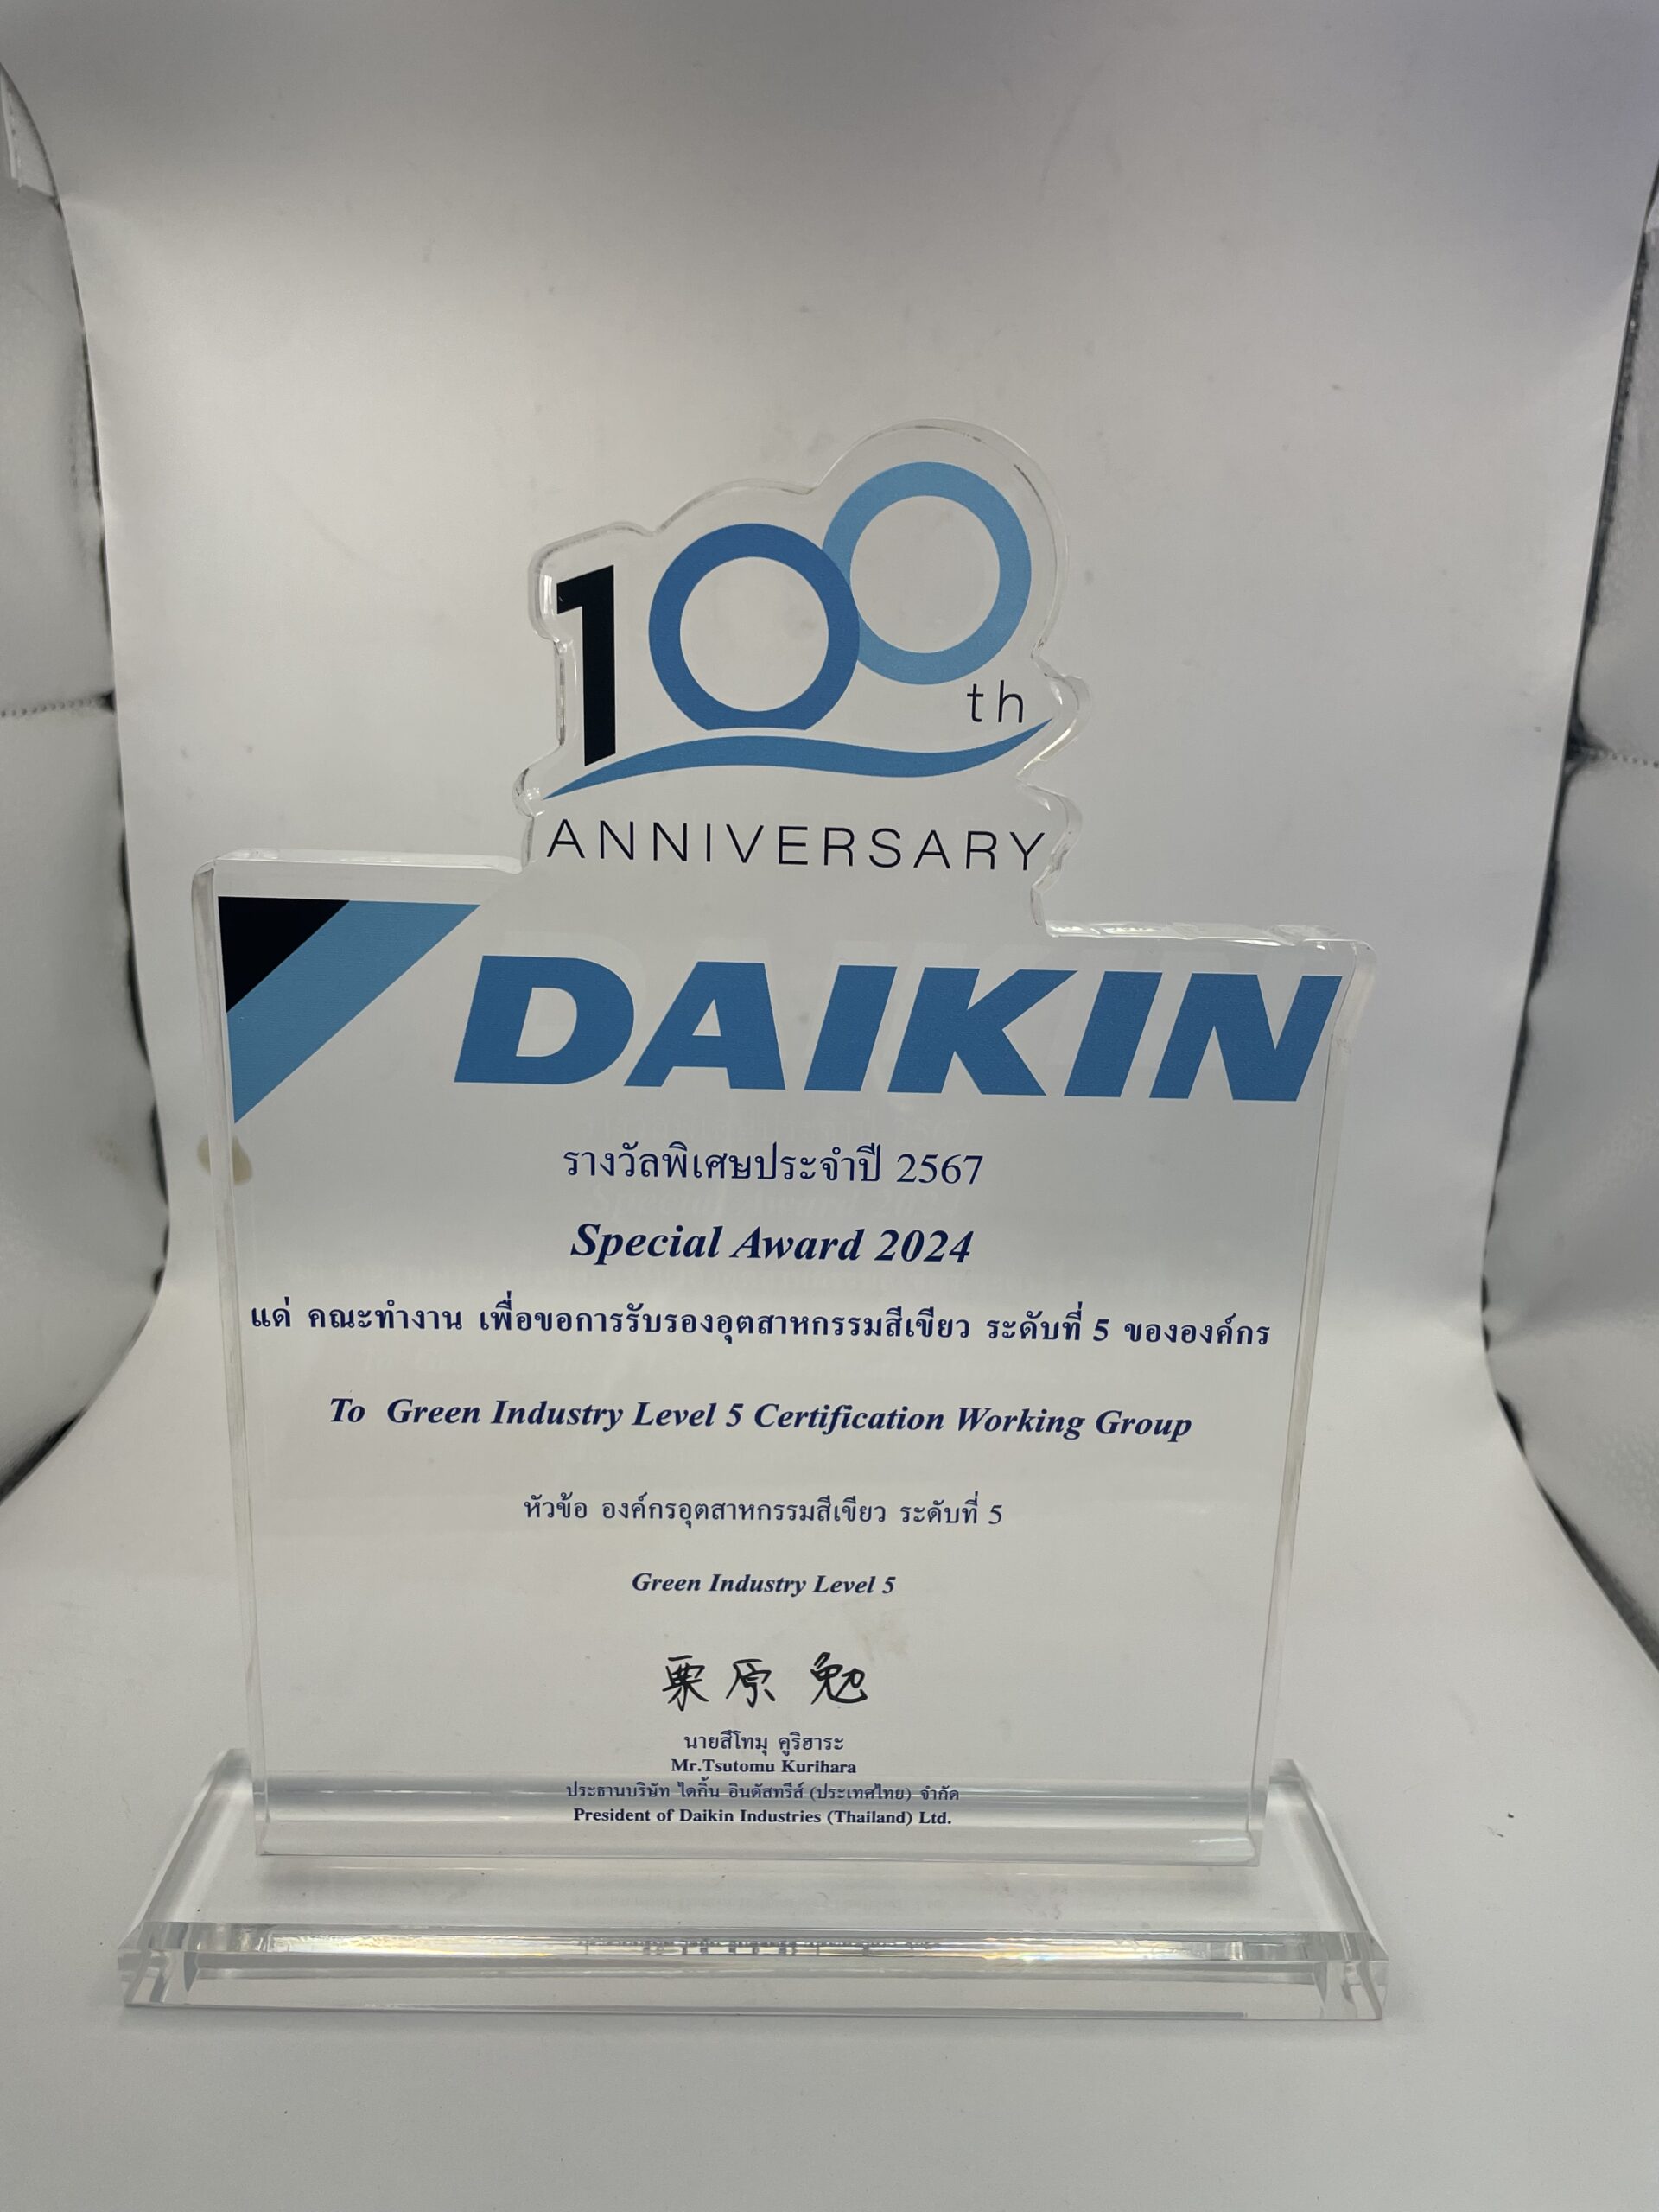 100th
ANNIVERSARY
DAIKIN
รางวัลพิเศษประจำปี 2567
Special Award 2024
แด่ คณะทำงาน เพื่อขอการรับรองอุตสาหกรรมสีเขียว ระดับที่ 5 ขององค์กร
To Green Industry Level 5 Certification Working Group
หัวข้อ องค์กรอุตสาหกรรมสีเขียว ระดับที่ 5
Green Industry Level 5
栗原 勉
นายสึโทมุ คูริฮาระ
Mr.Tsutomu Kurihara
ประธานบริษัท ไดกิ้น อินดัสทรีส์ (ประเทศไทย) จำกัด
President of Daikin Industries (Thailand) Ltd.